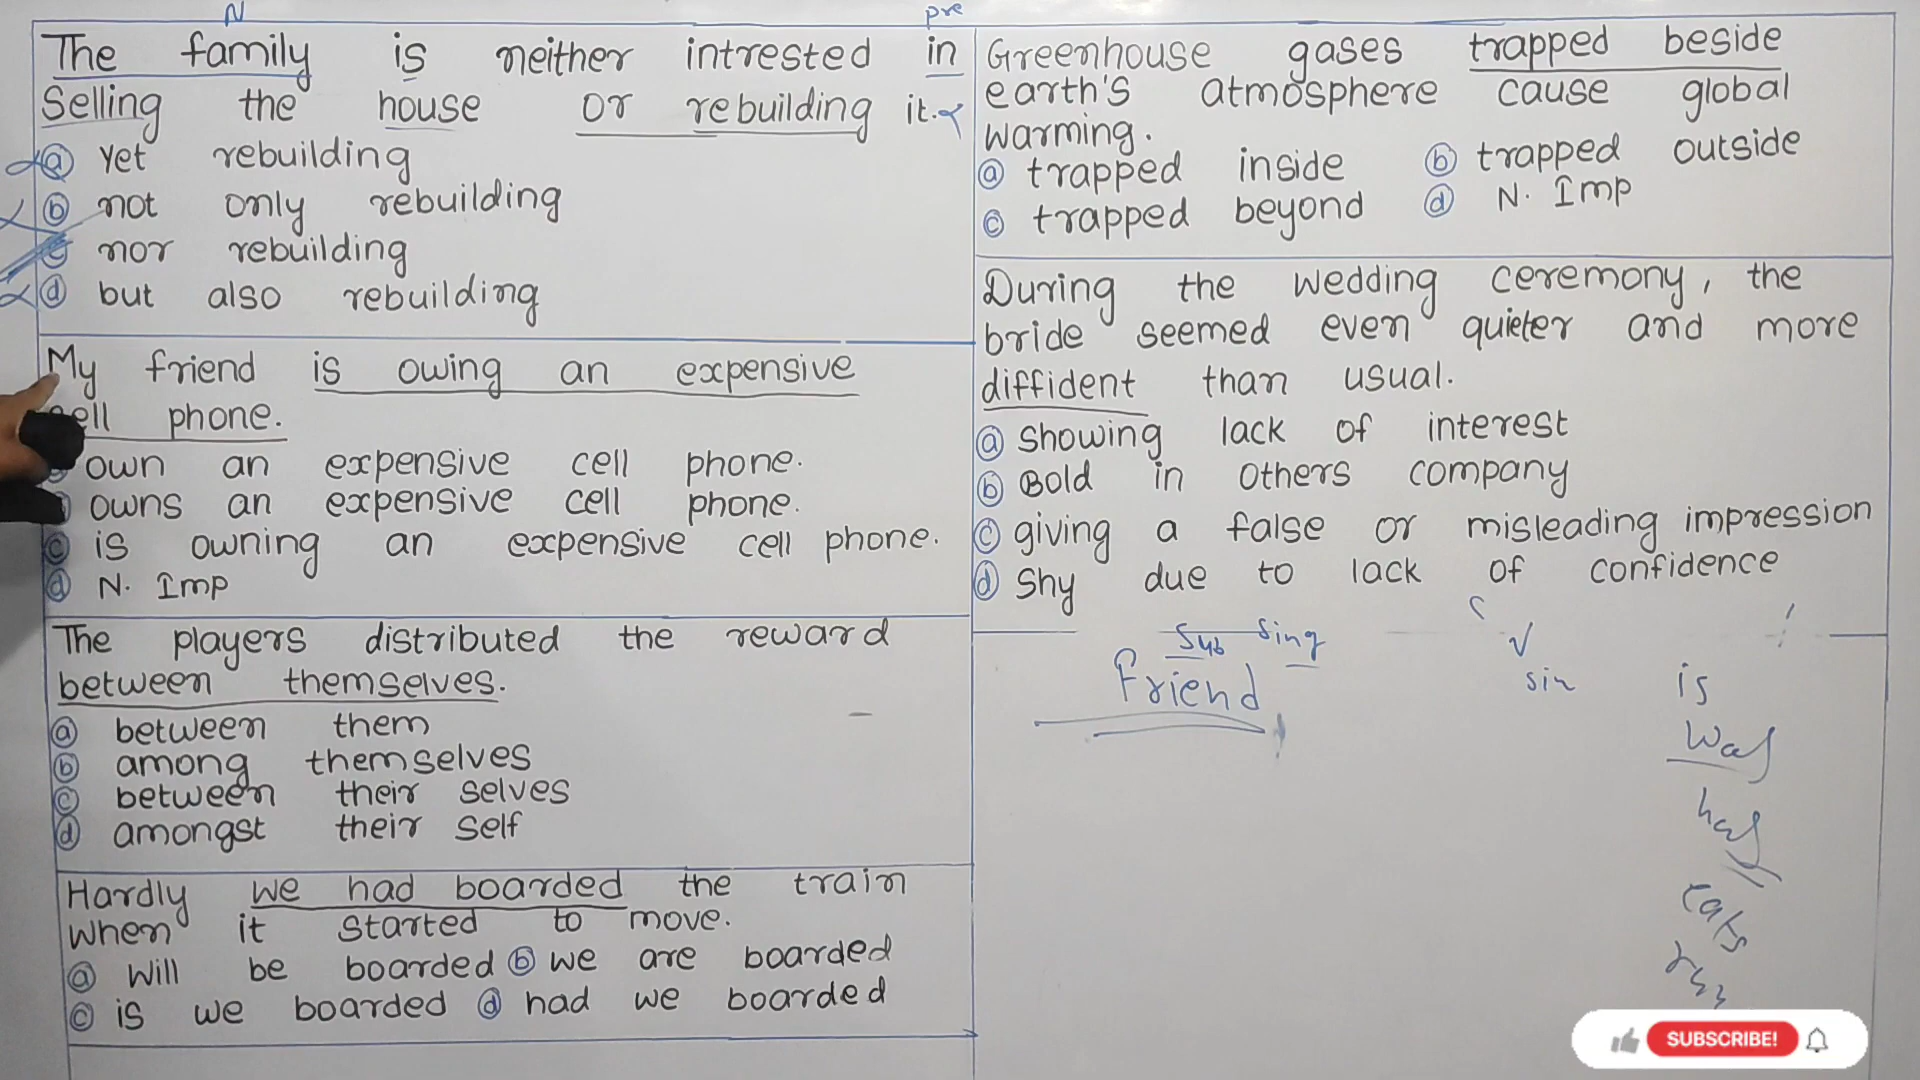 N
The family is neither intrested in
pre
Selling the house or rebuilding it.
a yet rebuilding
b not only rebuilding
c nor rebuilding
d but also rebuilding
My friend is owing an expensive
cell phone.
own an expensive cell phone.
owns an expensive cell phone.
c is owning an expensive cell phone.
d N. Imp
The players distributed the reward
between themselves.
a between them
b among themselves
c between their selves
d amongst their self
Hardly we had boarded the train
when it started to move.
a will be boarded b we are boarded
c is we boarded d had we boarded
Greenhouse gases trapped beside
earth's atmosphere cause global
warming.
a trapped inside b trapped outside
c trapped beyond d N. Imp
During the wedding ceremony, the
bride seemed even quieter and more
diffident than usual.
a showing lack of interest
b Bold in others company
c giving a false or misleading impression
d Shy due to lack of confidence
Sub Sing
Friend
V
sin
is
was
has
eats
SUBSCRIBE!